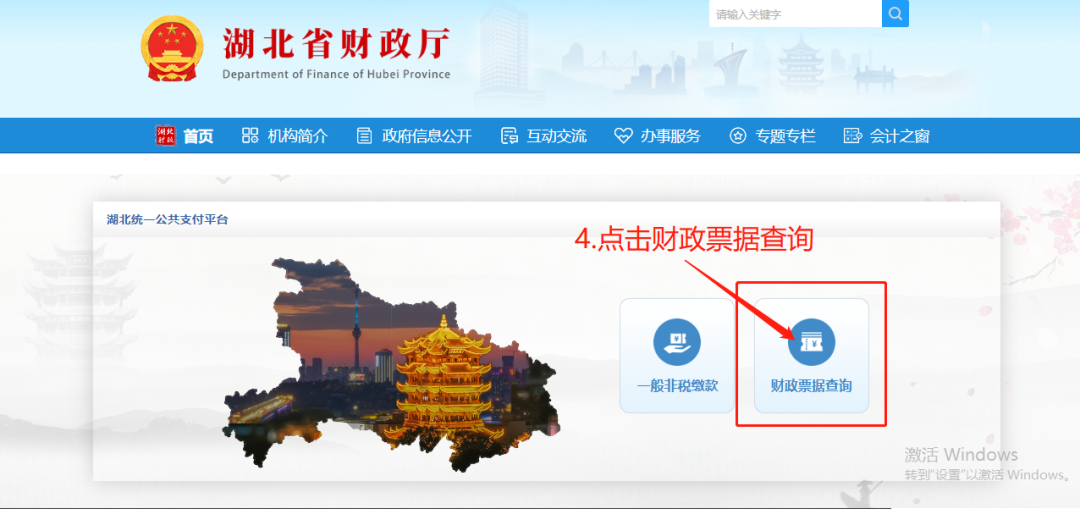 请输入关键字
湖北省财政厅
Department of Finance of Hubei Province
湖北
财政
首页
机构简介
政府信息公开
互动交流
办事服务
专题专栏
会计之窗
湖北统一公共支付平台
4.点击财政票据查询
一般非税缴款
财政票据查询
激活 Windows
转到"设置"以激活 Windows。